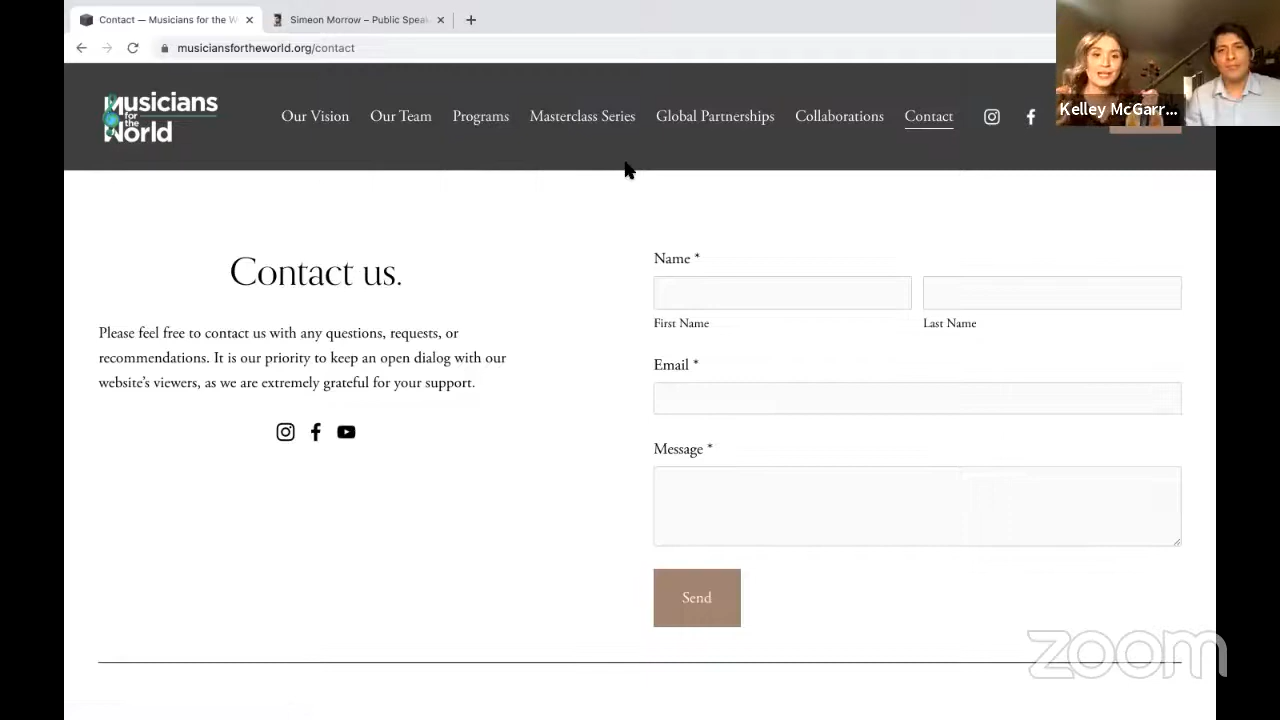 Contact — Musicians for the W
Simeon Morrow – Public Speak
musiciansfortheworld.org/contact
Kelley McGarr...
Musicians
for
the
World
Our Vision
Our Team
Programs
Masterclass Series
Global Partnerships
Collaborations
Contact
Contact us.
Please feel free to contact us with any questions, requests, or
recommendations. It is our priority to keep an open dialog with our
website’s viewers, as we are extremely grateful for your support.
Name *
First Name
Last Name
Email *
Message *
Send
zoom